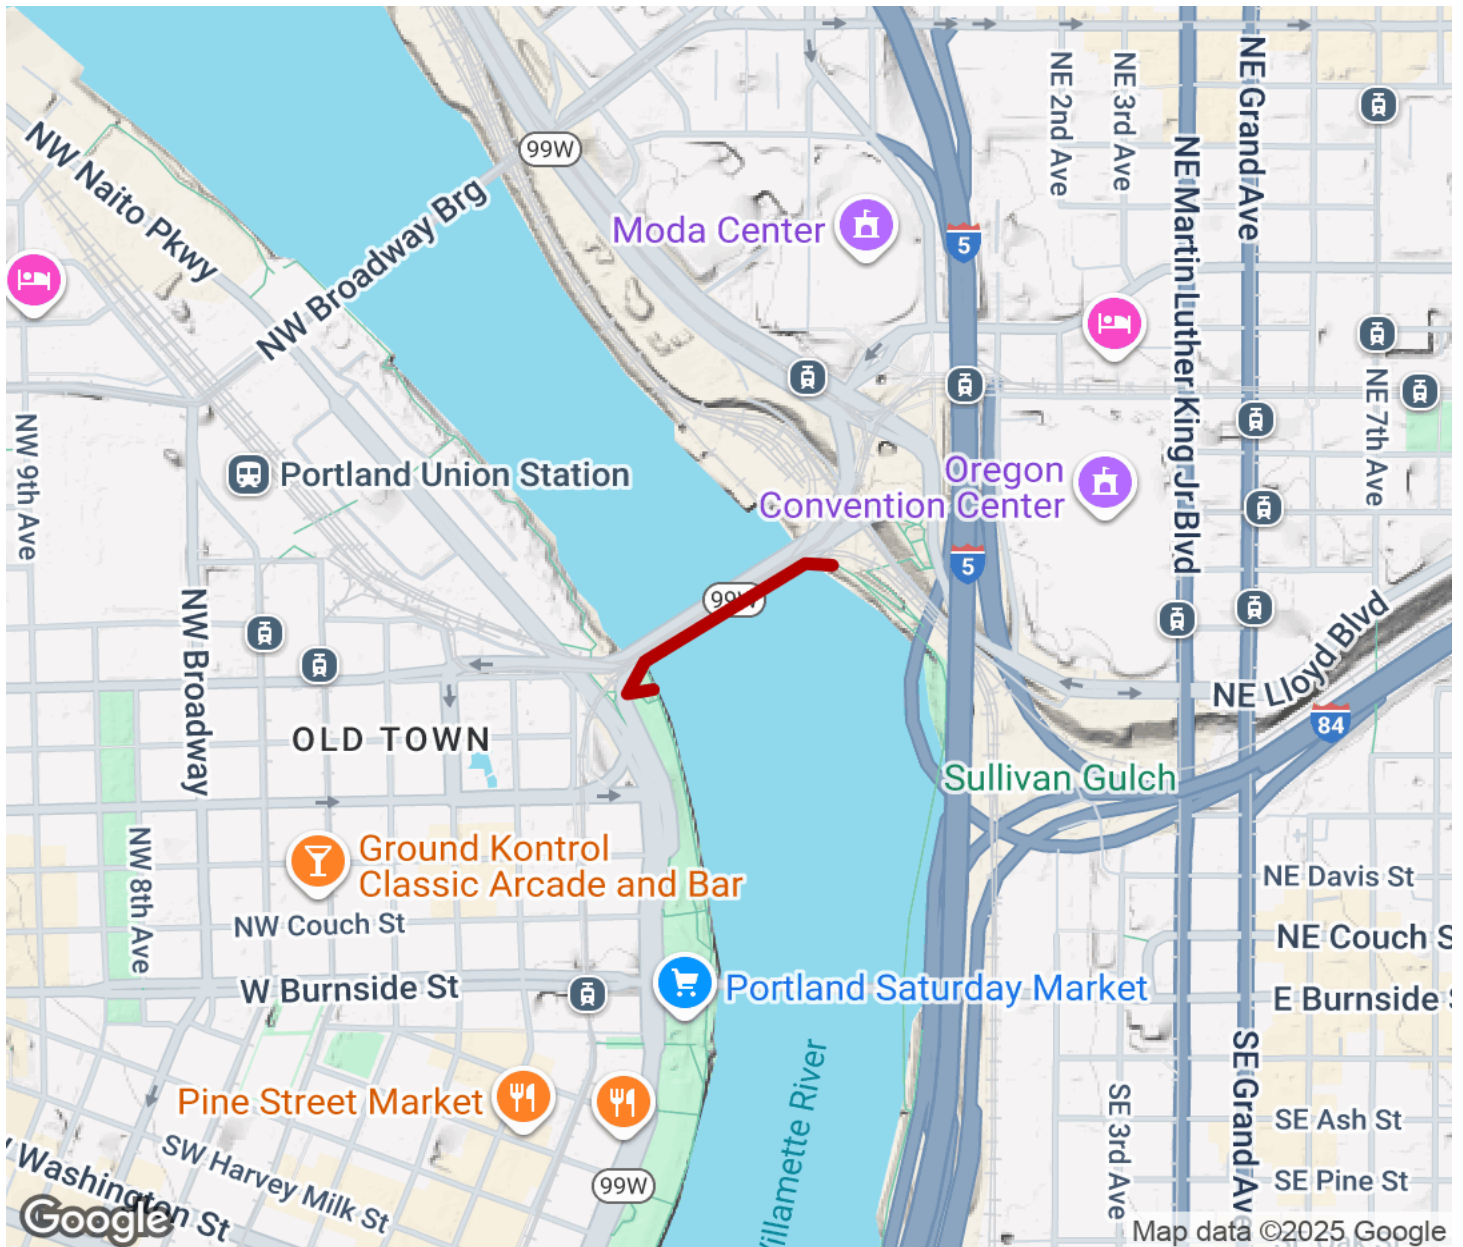 99W
NE 2nd Ave
NE 3rd Ave
NE Grand Ave
NE Martin Luther King Jr Blvd
NW Naito Pkwy
NW Broadway Brg
Moda Center
5
NE 7th Ave
NW 9th Ave
Portland Union Station
Oregon
Convention Center
5
99W
NW Broadway
NE Lloyd Blvd
84
OLD TOWN
Sullivan Gulch
NW 8th Ave
Ground Kontrol
Classic Arcade and Bar
NE Davis St
NW Couch St
NE Couch S
W Burnside St
Portland Saturday Market
E Burnside
SE Grand Av
Pine Street Market
Willamette River
SE 3rd Ave
SE Ash St
SW Harvey Milk St
Washington St
99W
SE Pine St
Google
Map data ©2025 Google